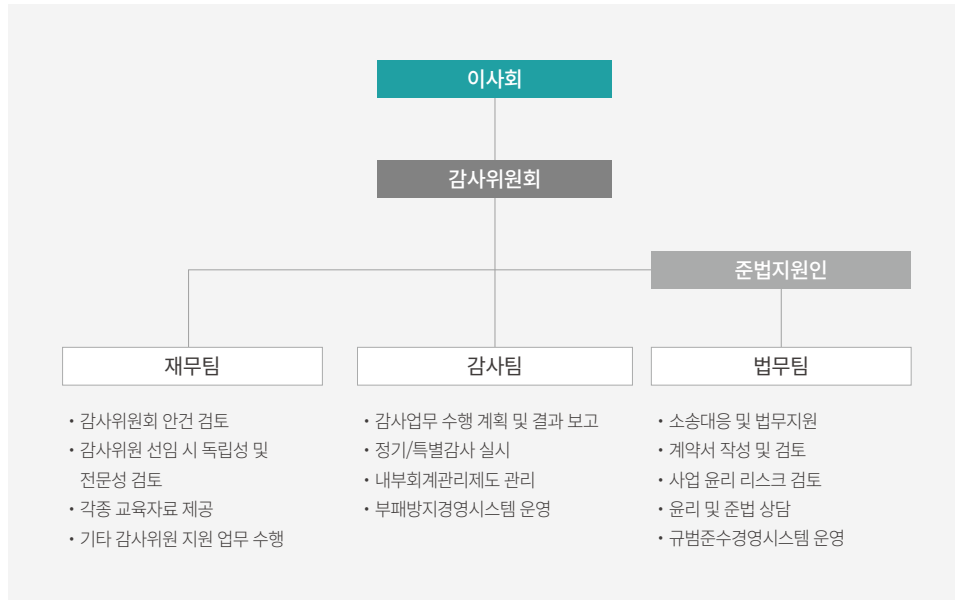 이사회
감사위원회
준법지원인
재무팀
감사팀
법무팀
• 감사위원회 안건 검토
• 감사위원 선임 시 독립성 및
전문성 검토
• 각종 교육자료 제공
• 기타 감사위원 지원 업무 수행
• 감사업무 수행 계획 및 결과 보고
• 정기/특별감사 실시
• 내부회계관리제도 관리
• 부패방지경영시스템 운영
• 소송대응 및 법무지원
• 계약서 작성 및 검토
• 사업 윤리 리스크 검토
• 윤리 및 준법 상담
• 규범준수경영시스템 운영